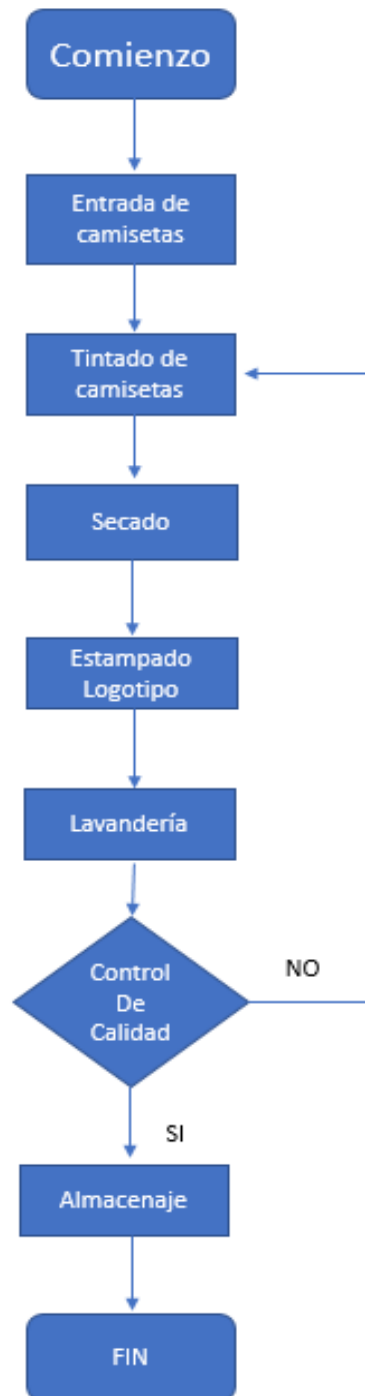 Comienzo
Entrada de
camisetas
Tintado de
camisetas
Secado
Estampado
Logotipo
Lavandería
Control
De
Calidad
NO
SI
Almacenaje
FIN